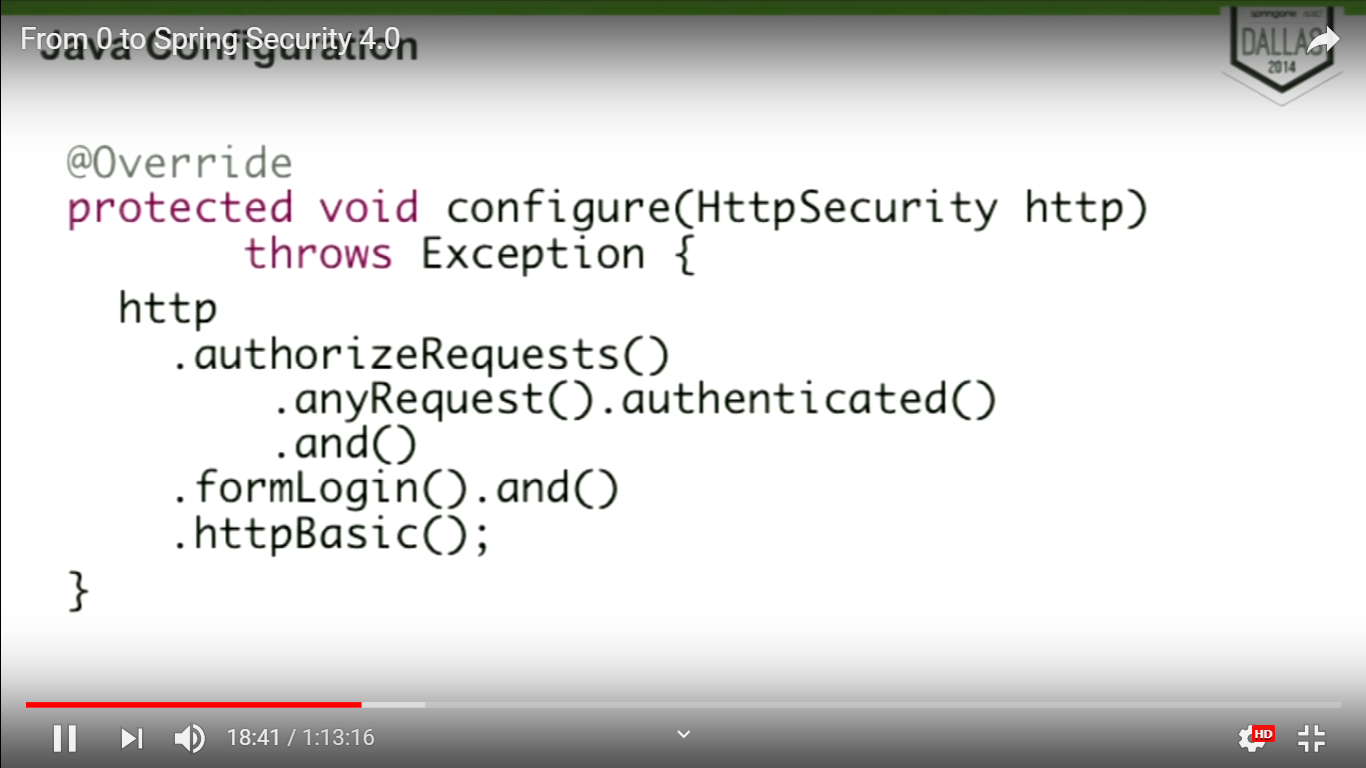 From 0 to Spring Security 4.0
Java Configuration
springone
DALLAS
2014
@Override
protected void configure(HttpSecurity http)
throws Exception {
http
.authorizeRequests()
.anyRequest().authenticated()
.and()
.formLogin().and()
.httpBasic();
}
18:41 / 1:13:16
HD